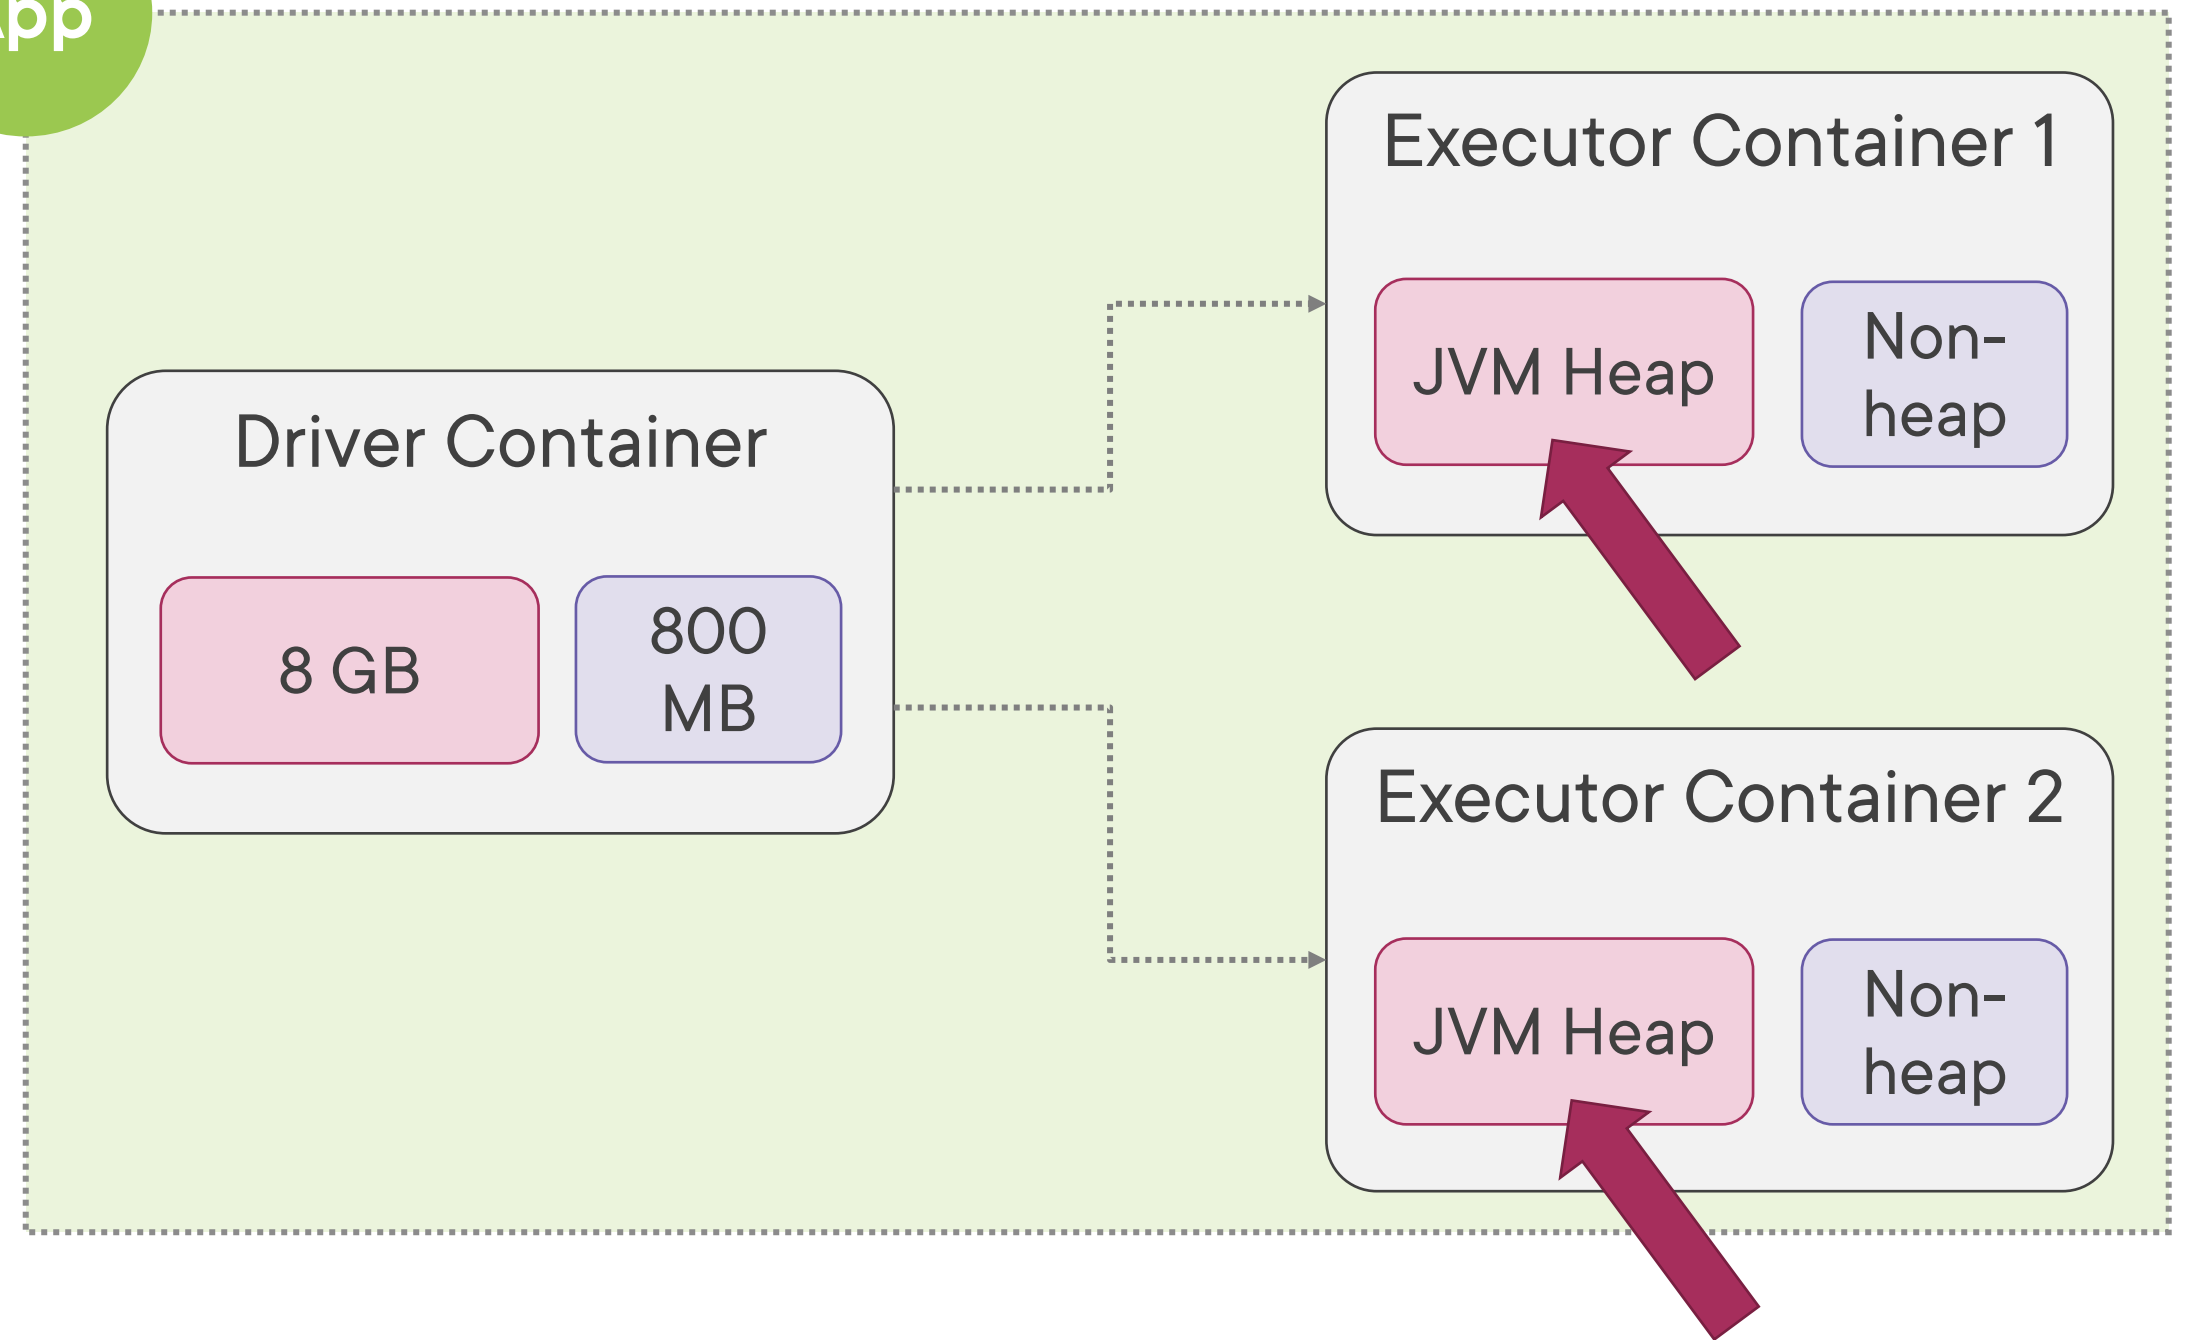 App
Driver Container
8 GB
800
MB
Executor Container 1
JVM Heap
Non-
heap
Executor Container 2
JVM Heap
Non-
heap